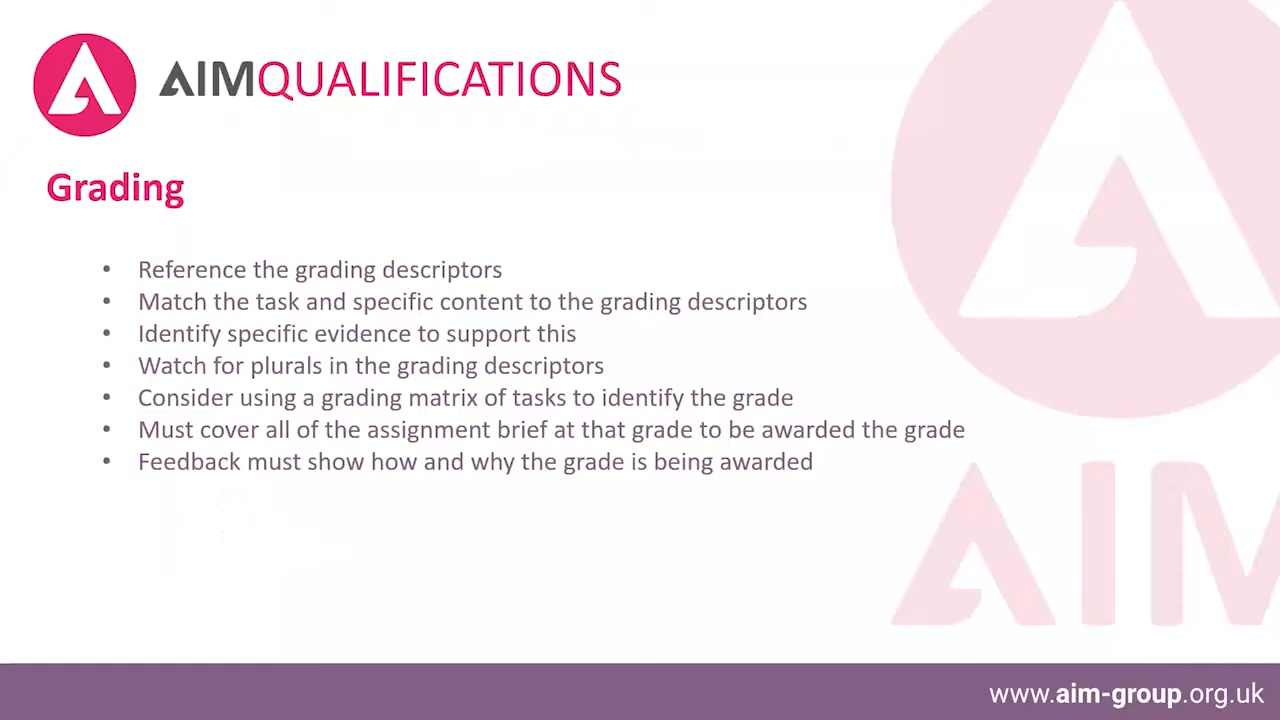 AIMQUALIFICATIONS
Grading
• Reference the grading descriptors
• Match the task and specific content to the grading descriptors
• Identify specific evidence to support this
• Watch for plurals in the grading descriptors
• Consider using a grading matrix of tasks to identify the grade
• Must cover all of the assignment brief at that grade to be awarded the grade
• Feedback must show how and why the grade is being awarded
AIM
www.aim-group.org.uk